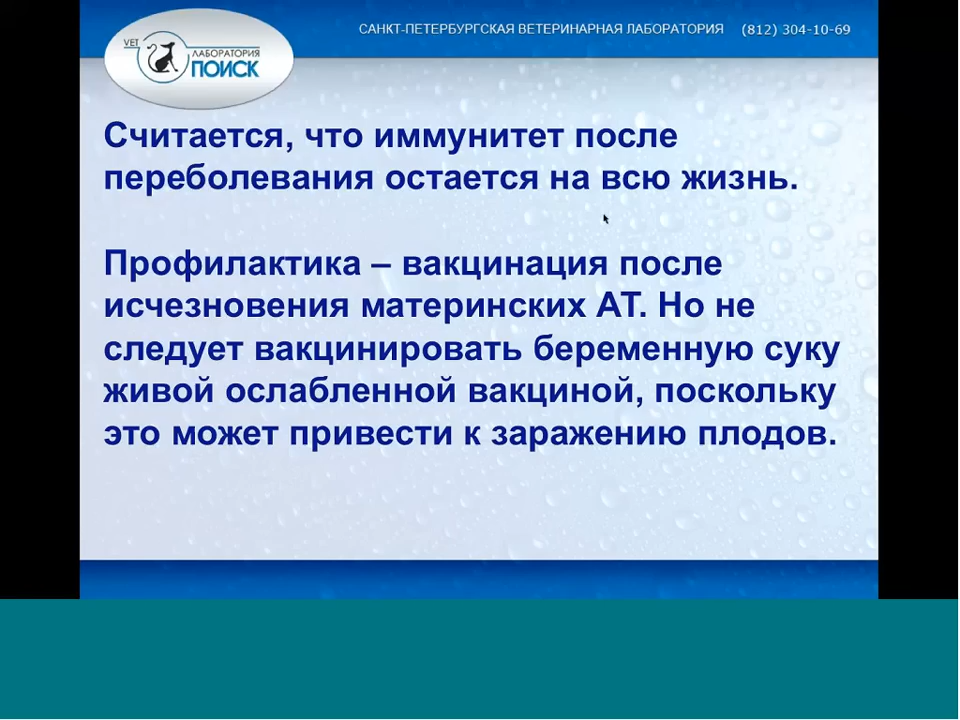 САНКТ-ПЕТЕРБУРГСКАЯ ВЕТЕРИНАРНАЯ ЛАБОРАТОРИЯ (812) 304-10-69
VET
ЛАБОРАТОРИЯ
ПОИСК
Считается, что иммунитет после
переболевания остается на всю жизнь.
Профилактика – вакцинация после
исчезновения материнских АТ. Но не
следует вакцинировать беременную суку
живой ослабленной вакциной, поскольку
это может привести к заражению плодов.